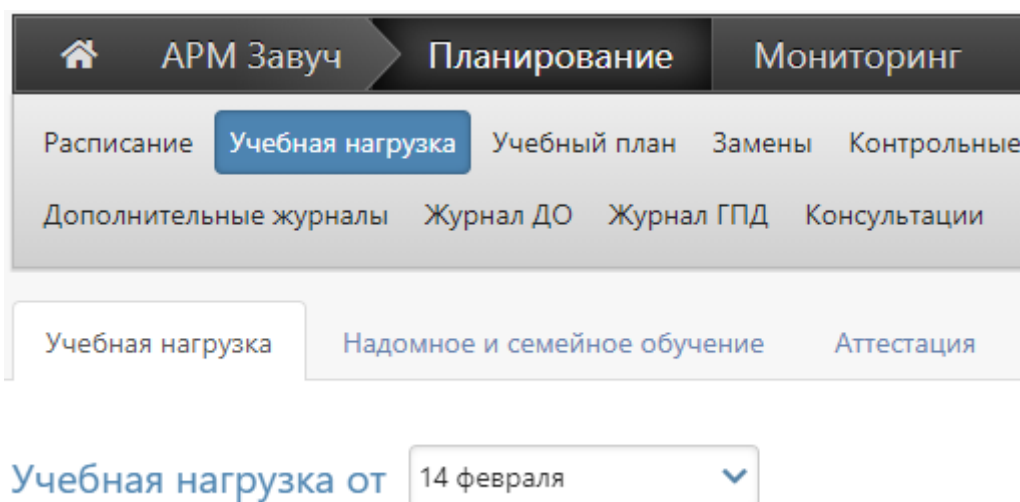 АРМ Завуч Планирование Мониторинг
Расписание Учебная нагрузка Учебный план Замены Контрольные
Дополнительные журналы Журнал ДО Журнал ГПД Консультации
Учебная нагрузка Надомное и семейное обучение Аттестация
Учебная нагрузка от 14 февраля